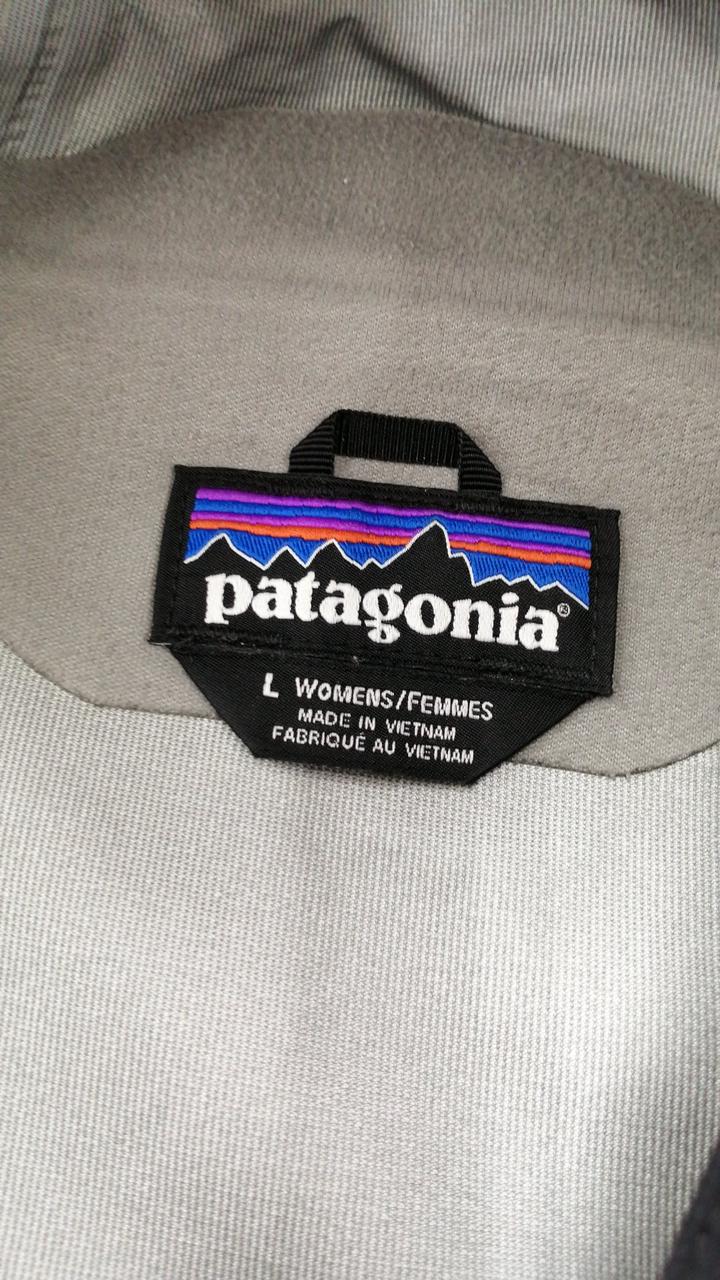 patagonia®
L WOMENS/FEMMES
MADE IN VIETNAM
FABRIQUÉ AU VIETNAM